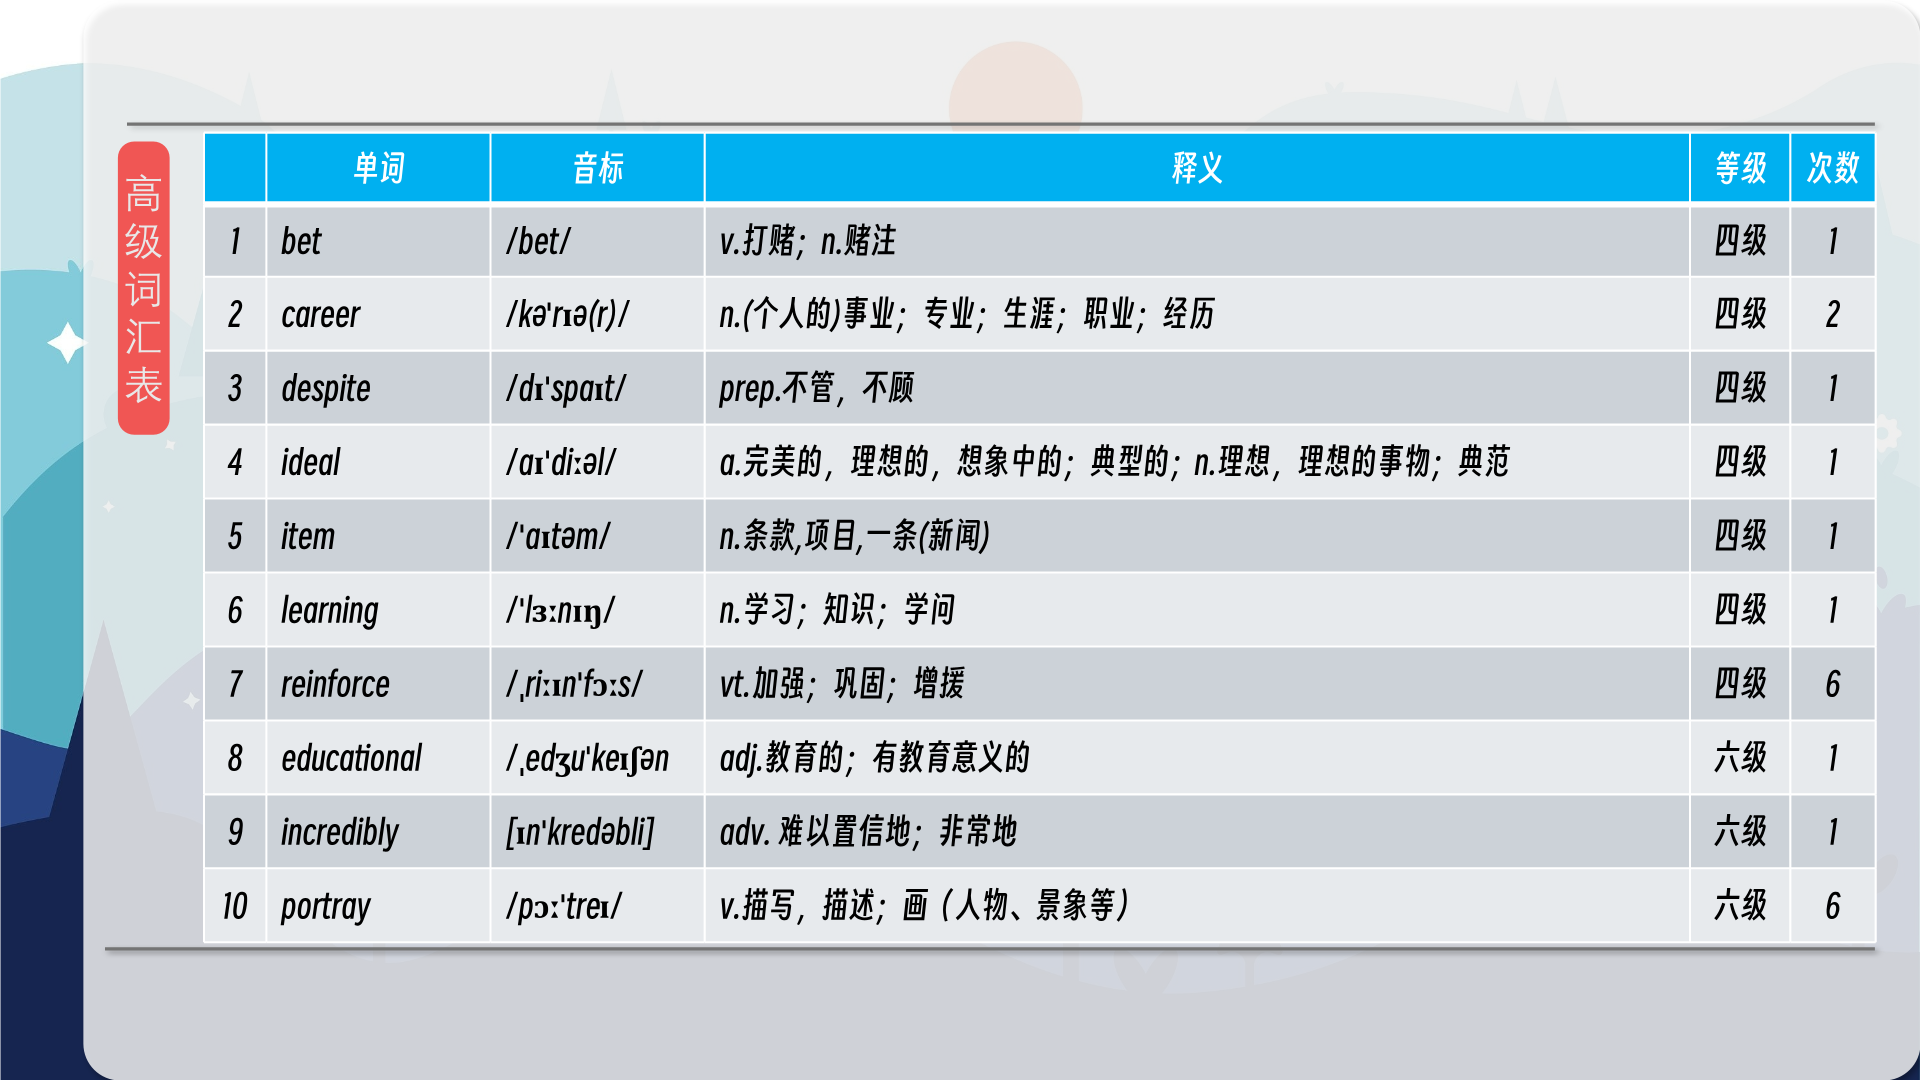 高级词汇表
单词 音标 释义 等级 次数
1 bet /bet/ v.打赌；n.赌注 四级 1
2 career /kə'rɪə(r)/ n.(个人的)事业；专业；生涯；职业；经历 四级 2
3 despite /dɪ'spaɪt/ prep.不管，不顾 四级 1
4 ideal /aɪ'diːəl/ a.完美的，理想的，想象中的；典型的；n.理想，理想的事物；典范 四级 1
5 item /'aɪtəm/ n.条款,项目,一条(新闻) 四级 1
6 learning /'lɜːnɪŋ/ n.学习；知识；学问 四级 1
7 reinforce /ˌriːɪn'fɔːs/ vt.加强；巩固；增援 四级 6
8 educational /ˌedʒu'keɪʃən adj.教育的；有教育意义的 六级 1
9 incredibly [ɪn'kredəbli] adv. 难以置信地；非常地 六级 1
10 portray /pɔː'treɪ/ v.描写，描述；画（人物、景象等） 六级 6